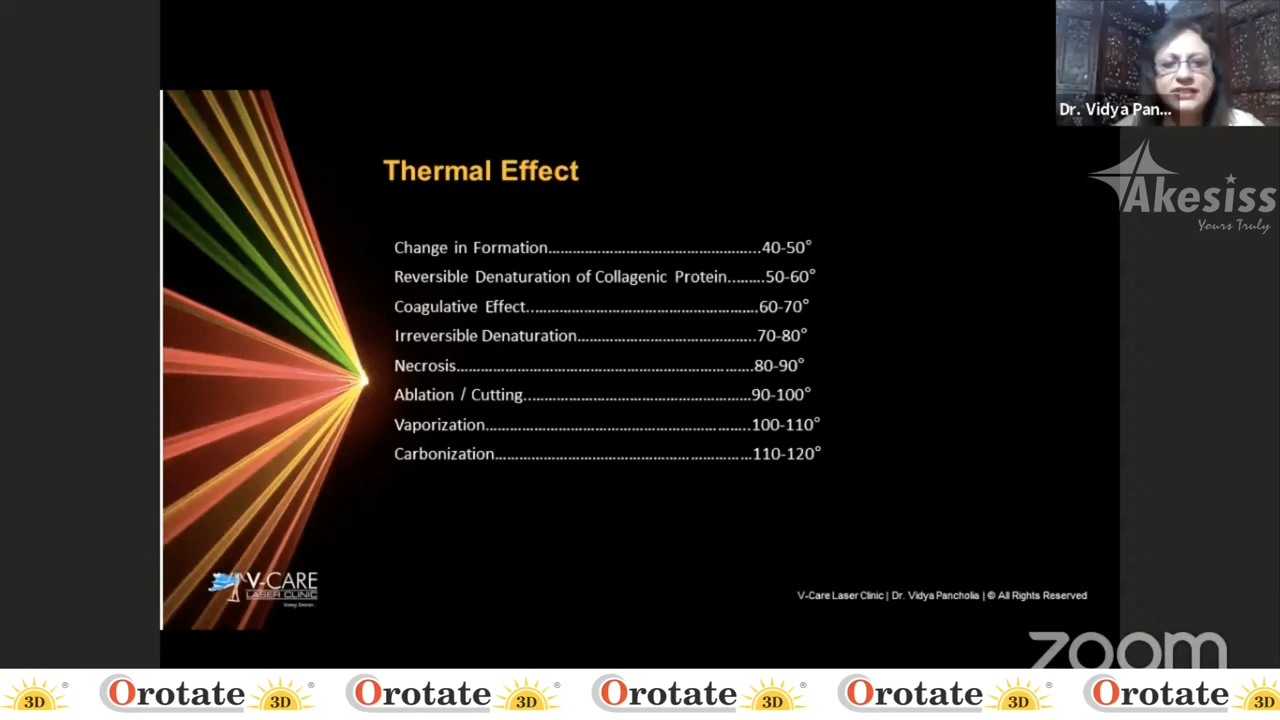 Dr. Vidya Pan...
Akesiss
Yours Truly
Thermal Effect
Change in Formation...............................................................40-50°
Reversible Denaturation of Collagenic Protein.........50-60°
Coagulative Effect..........................................................60-70°
Irreversible Denaturation.............................................70-80°
Necrosis...........................................................................80-90°
Ablation / Cutting..........................................................90-100°
Vaporization....................................................................100-110°
Carbonization..................................................................110-120°
V-CARE
LASER CLINIC
V-Care Laser Clinic | Dr. Vidya Pancholia | © All Rights Reserved
zoom
3D ® Orotate 3D ® Orotate 3D ® Orotate 3D ® Orotate 3D ® Orotate 3D